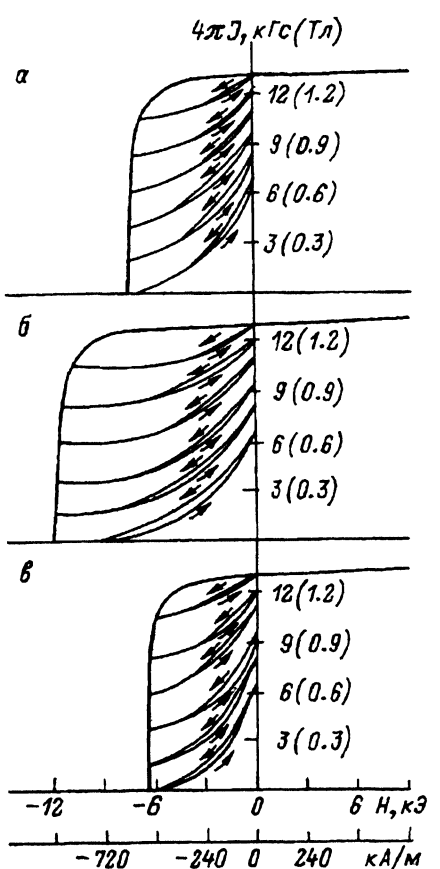 4πJ, кГс(Тл)
а
12(1.2)
9(0.9)
6(0.6)
3(0.3)
б
12(1.2)
9(0.9)
6(0.6)
3(0.3)
в
12(1.2)
9(0.9)
6(0.6)
3(0.3)
-12 -6 0 6 H, кЭ
-720 -240 0 240 кА/м